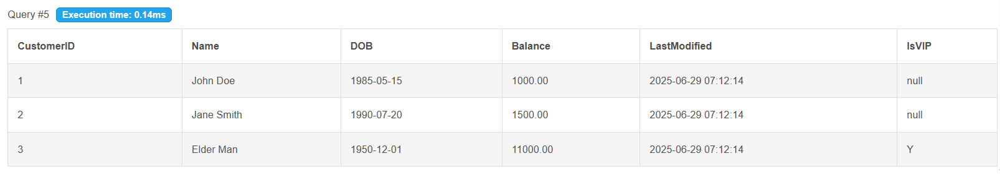 Query #5 Execution time: 0.14ms
CustomerID Name DOB Balance LastModified IsVIP
1 John Doe 1985-05-15 1000.00 2025-06-29 07:12:14 null
2 Jane Smith 1990-07-20 1500.00 2025-06-29 07:12:14 null
3 Elder Man 1950-12-01 11000.00 2025-06-29 07:12:14 Y